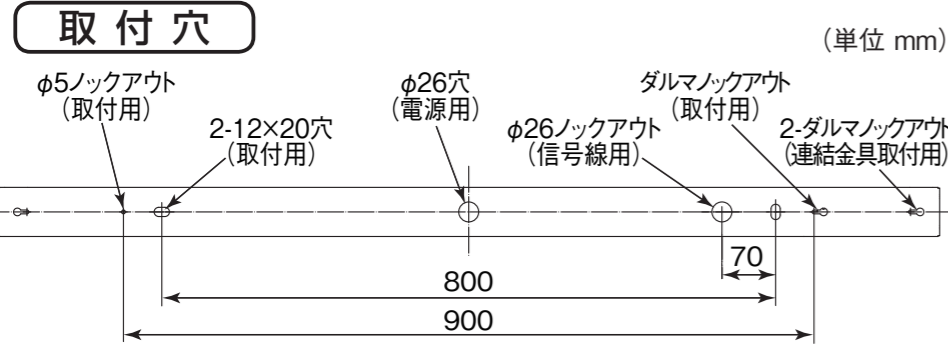 取付穴
(単位 mm)
φ5ノックアウト
(取付用)
2-12×20穴
(取付用)
φ26穴
(電源用)
φ26ノックアウト
(信号線用)
ダルマノックアウト
(取付用)
2-ダルマノックアウト
(連結金具取付用)
70
800
900